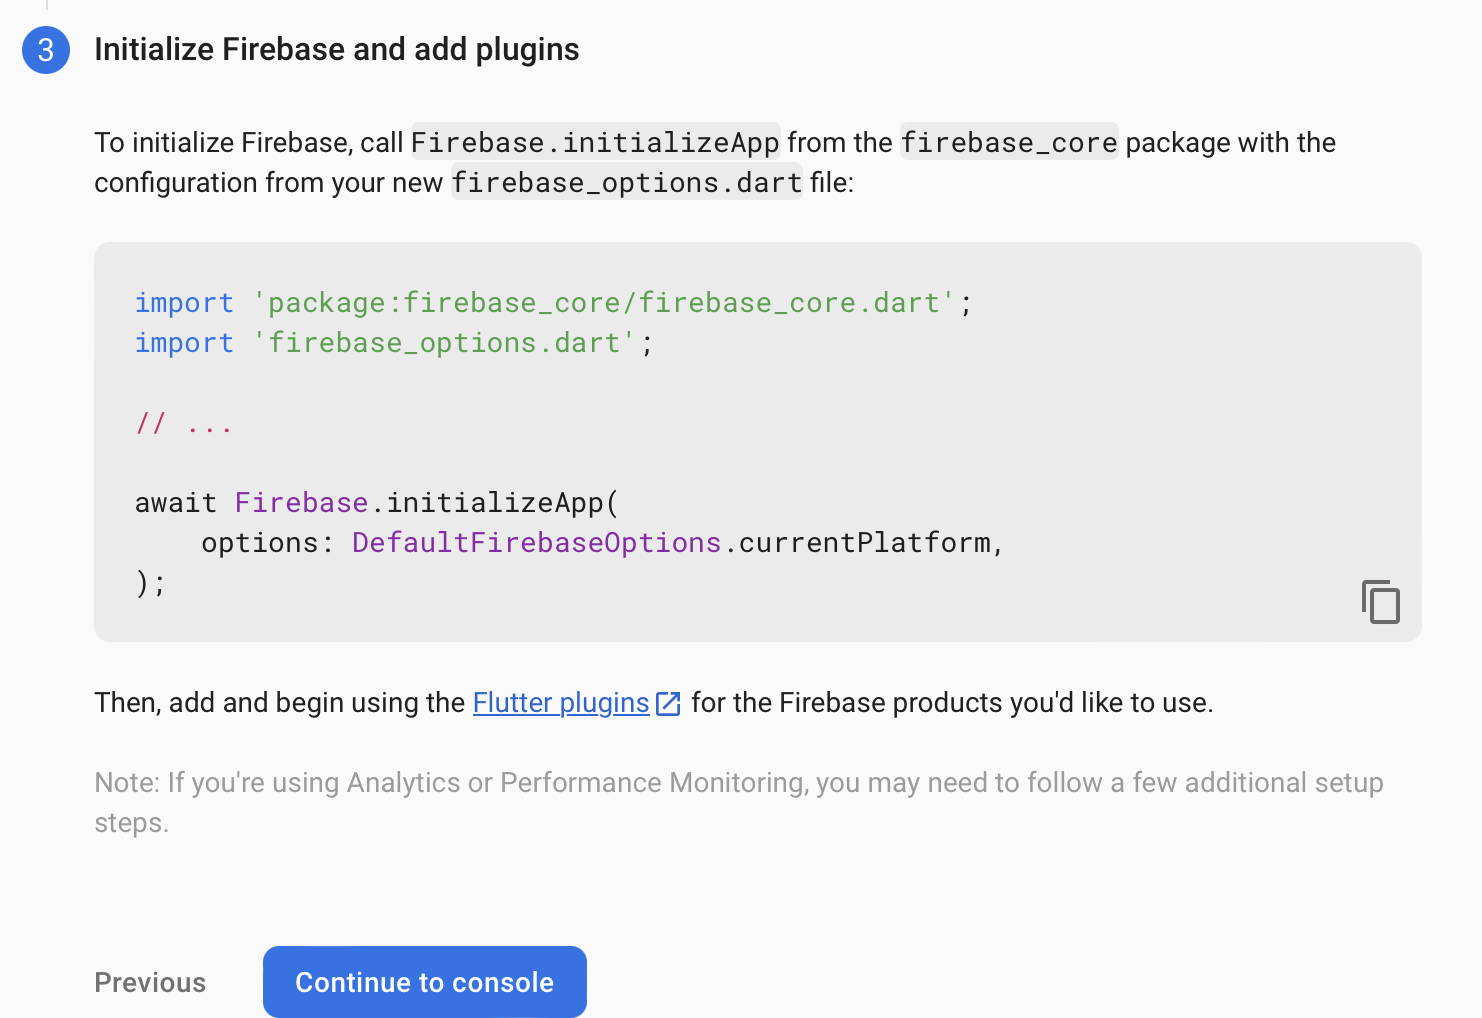 3
Initialize Firebase and add plugins
To initialize Firebase, call Firebase.initializeApp from the firebase_core package with the
configuration from your new firebase_options.dart file:
import 'package:firebase_core/firebase_core.dart';
import 'firebase_options.dart';
// ...
await Firebase.initializeApp(
    options: DefaultFirebaseOptions.currentPlatform,
);
Then, add and begin using the Flutter plugins for the Firebase products you'd like to use.
Note: If you're using Analytics or Performance Monitoring, you may need to follow a few additional setup
steps.
Previous
Continue to console